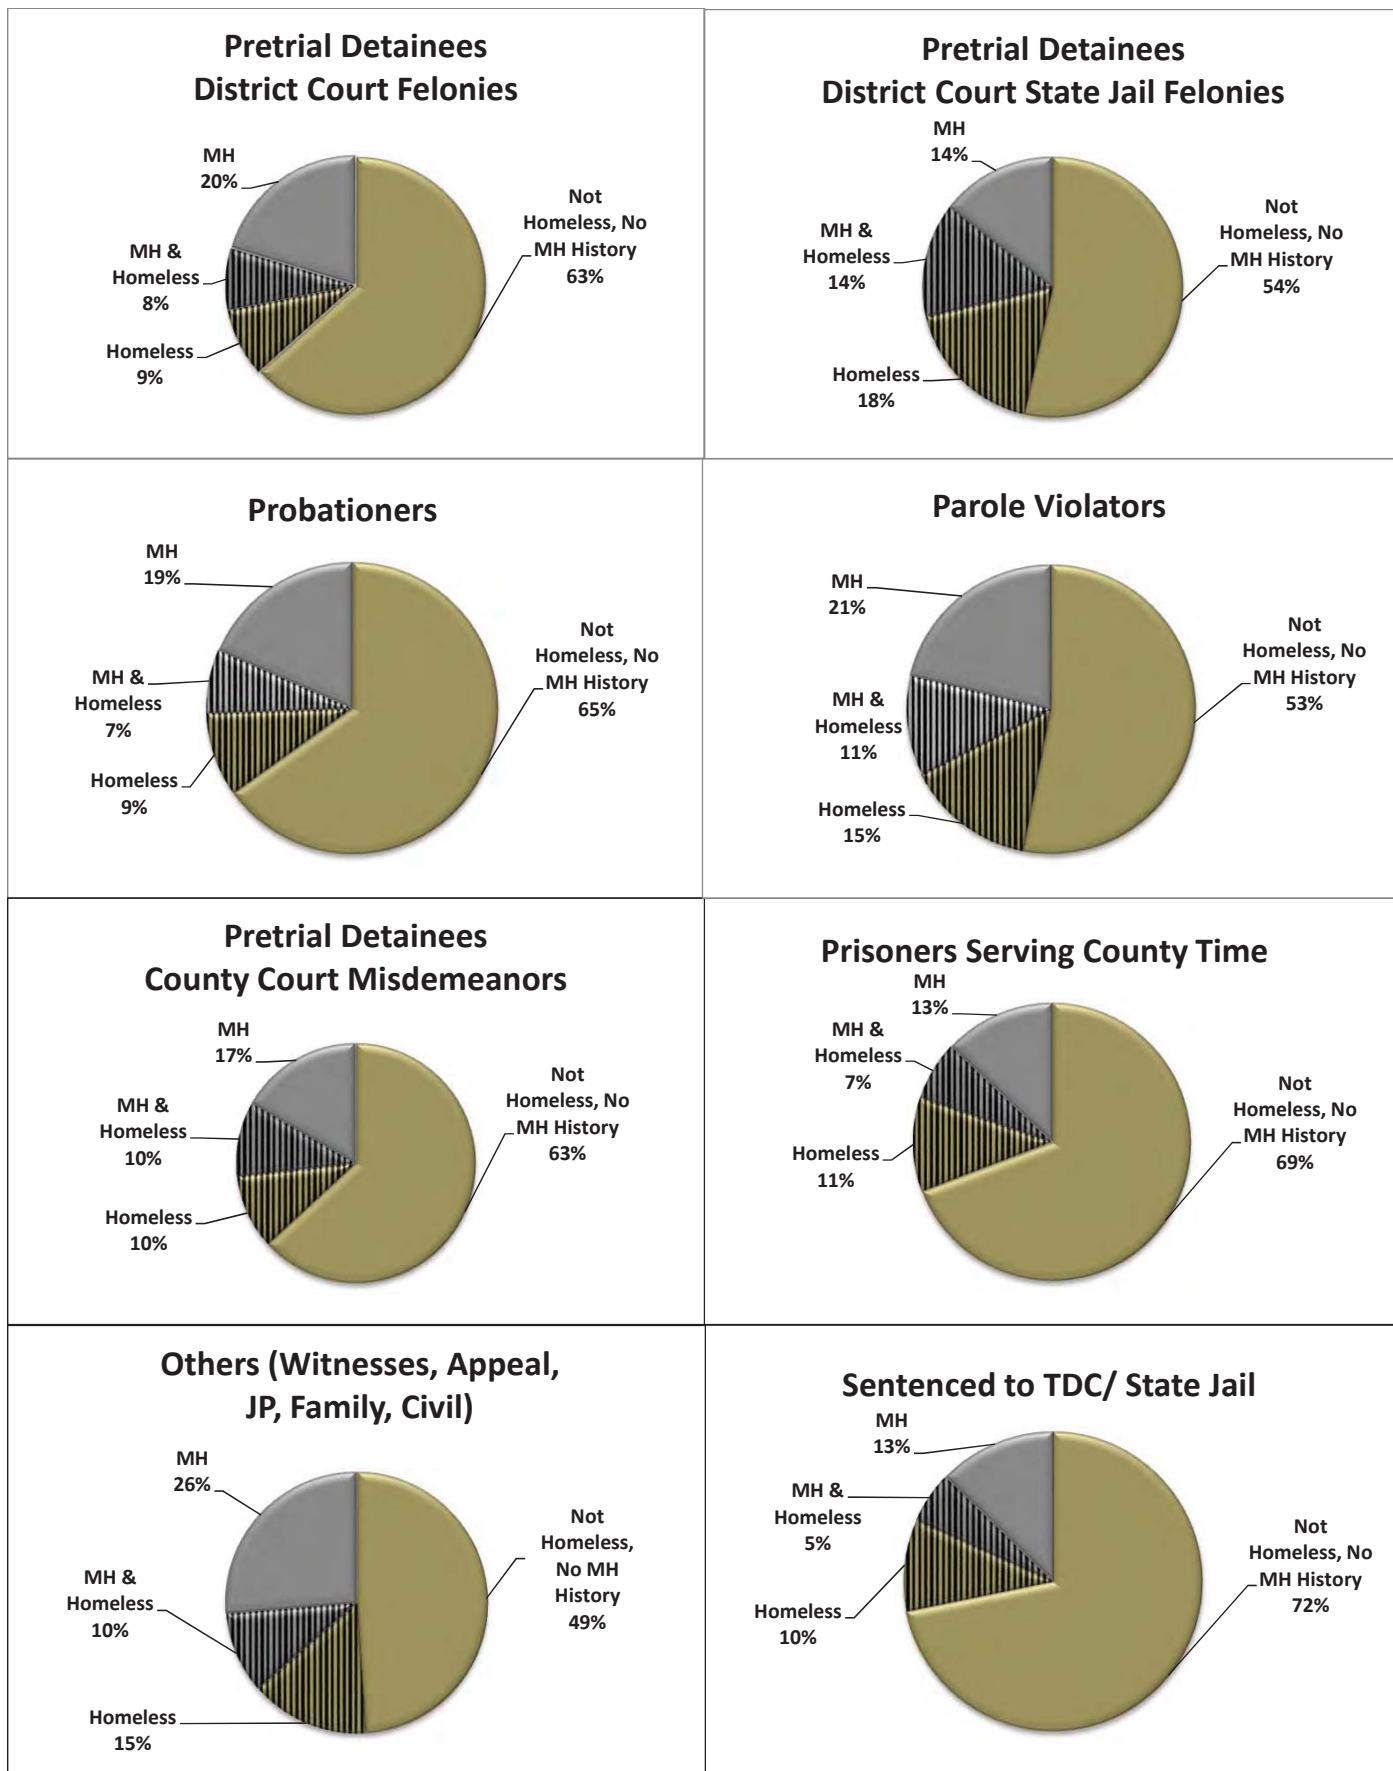 Pretrial Detainees
District Court Felonies
MH
20%
Not
Homeless, No
MH History
63%
MH &
Homeless
8%
Homeless
9%
Pretrial Detainees
District Court State Jail Felonies
MH
14%
Not
Homeless, No
MH History
54%
MH &
Homeless
14%
Homeless
18%
Probationers
MH
19%
Not
Homeless, No
MH History
65%
MH &
Homeless
7%
Homeless
9%
Parole Violators
MH
21%
Not
Homeless, No
MH History
53%
MH &
Homeless
11%
Homeless
15%
Pretrial Detainees
County Court Misdemeanors
MH
17%
Not
Homeless, No
MH History
63%
MH &
Homeless
10%
Homeless
10%
Prisoners Serving County Time
MH
13%
MH &
Homeless
7%
Not
Homeless, No
MH History
69%
Homeless
11%
Others (Witnesses, Appeal,
JP, Family, Civil)
MH
26%
Not
Homeless,
No MH
History
49%
MH &
Homeless
10%
Homeless
15%
Sentenced to TDC/ State Jail
MH
13%
MH &
Homeless
5%
Not
Homeless, No
MH History
72%
Homeless
10%